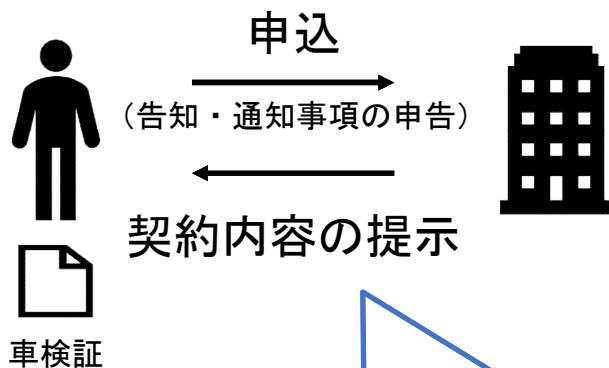 申込
（告知・通知事項の申告）
契約内容の提示
車検証